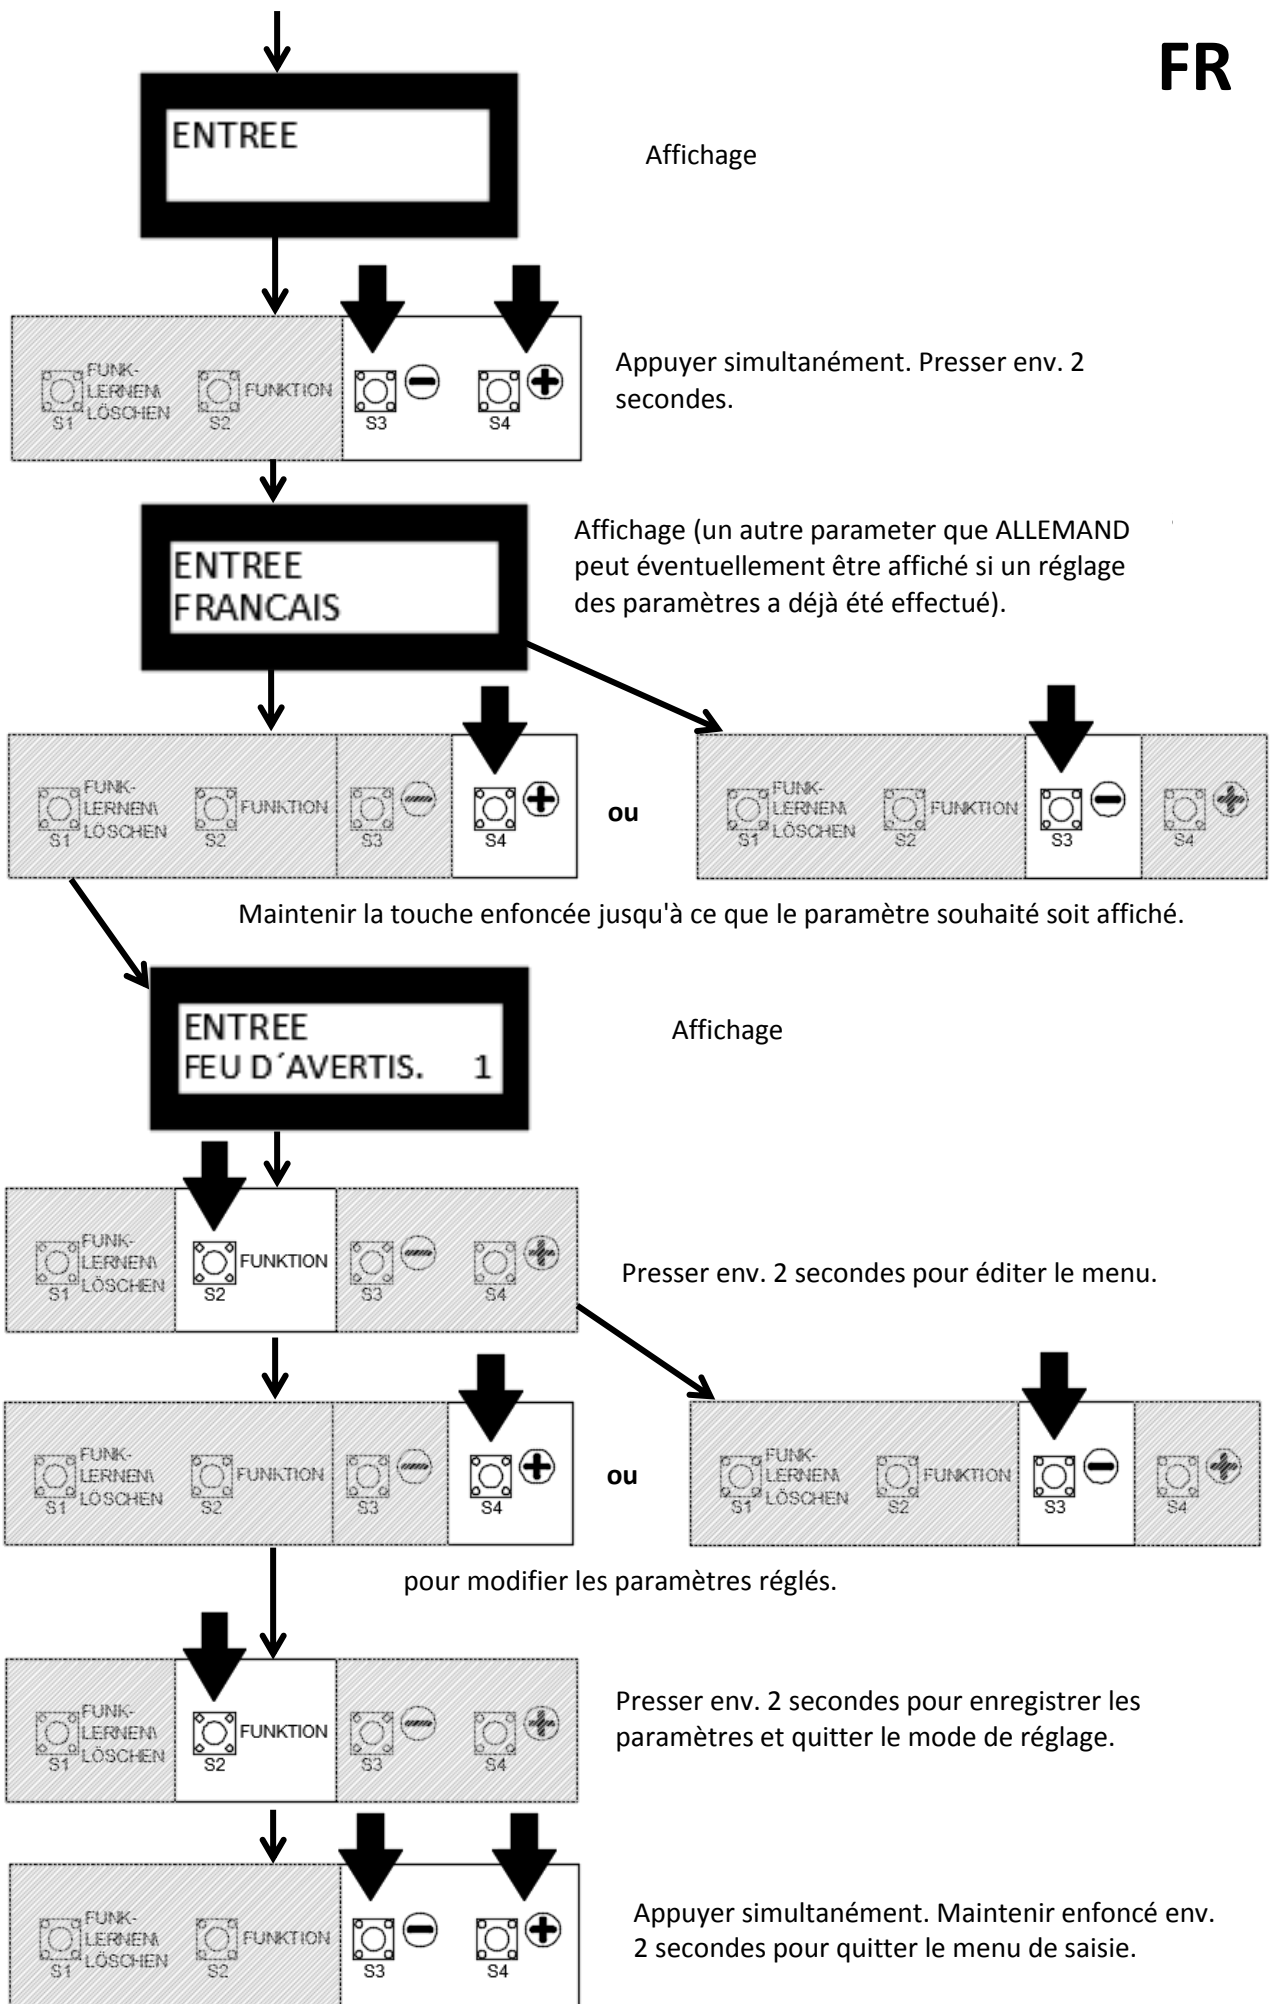 FR
ENTREE
Affichage
FUNK-
LERNEN\
LÖSCHEN
S1
FUNKTION
S2
S3
S4
Appuyer simultanément. Presser env. 2
secondes.
ENTREE
FRANCAIS
Affichage (un autre parameter que ALLEMAND
peut éventuellement être affiché si un réglage
des paramètres a déjà été effectué).
FUNK-
LERNEN\
LÖSCHEN
S1
FUNKTION
S2
S3
S4
ou
FUNK-
LERNEN\
LÖSCHEN
S1
FUNKTION
S2
S3
S4
Maintenir la touche enfoncée jusqu'à ce que le paramètre souhaité soit affiché.
ENTREE
FEU D´AVERTIS. 1
Affichage
FUNK-
LERNEN\
LÖSCHEN
S1
FUNKTION
S2
S3
S4
Presser env. 2 secondes pour éditer le menu.
FUNK-
LERNEN\
LÖSCHEN
S1
FUNKTION
S2
S3
S4
ou
FUNK-
LERNEN\
LÖSCHEN
S1
FUNKTION
S2
S3
S4
pour modifier les paramètres réglés.
FUNK-
LERNEN\
LÖSCHEN
S1
FUNKTION
S2
S3
S4
Presser env. 2 secondes pour enregistrer les
paramètres et quitter le mode de réglage.
FUNK-
LERNEN\
LÖSCHEN
S1
FUNKTION
S2
S3
S4
Appuyer simultanément. Maintenir enfoncé env.
2 secondes pour quitter le menu de saisie.